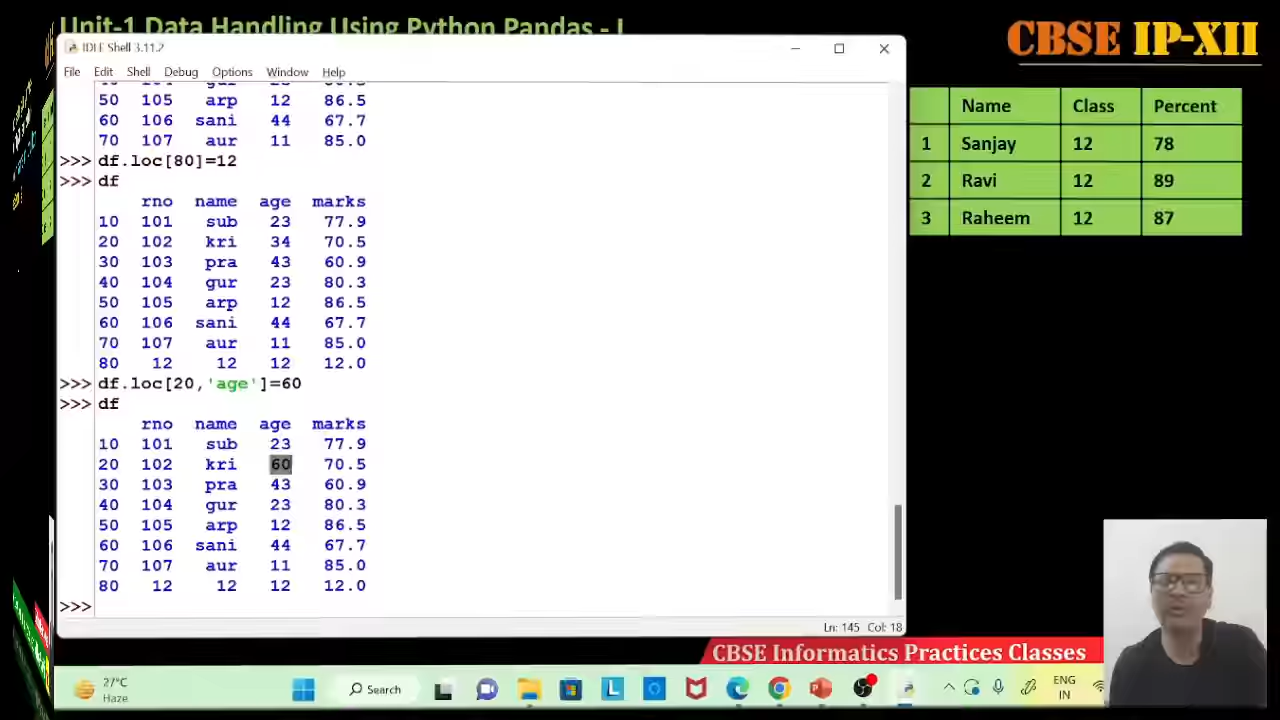 Unit-1 Data Handling Using Python Pandas - I
CBSE IP-XII
IDLE Shell 3.11.2
File Edit Shell Debug Options Window Help
50 105 arp 12 86.5
60 106 sani 44 67.7
70 107 aur 11 85.0
>>> df.loc[80]=12
>>> df
rno name age marks
10 101 sub 23 77.9
20 102 kri 34 70.5
30 103 pra 43 60.9
40 104 gur 23 80.3
50 105 arp 12 86.5
60 106 sani 44 67.7
70 107 aur 11 85.0
80 12 12 12 12.0
>>> df.loc[20,'age']=60
>>> df
rno name age marks
10 101 sub 23 77.9
20 102 kri 60 70.5
30 103 pra 43 60.9
40 104 gur 23 80.3
50 105 arp 12 86.5
60 106 sani 44 67.7
70 107 aur 11 85.0
80 12 12 12 12.0
>>>
Ln: 145 Col: 18
Name Class Percent
1 Sanjay 12 78
2 Ravi 12 89
3 Raheem 12 87
CBSE Informatics Practices Classes
27°C
Haze
Search
ENG
IN